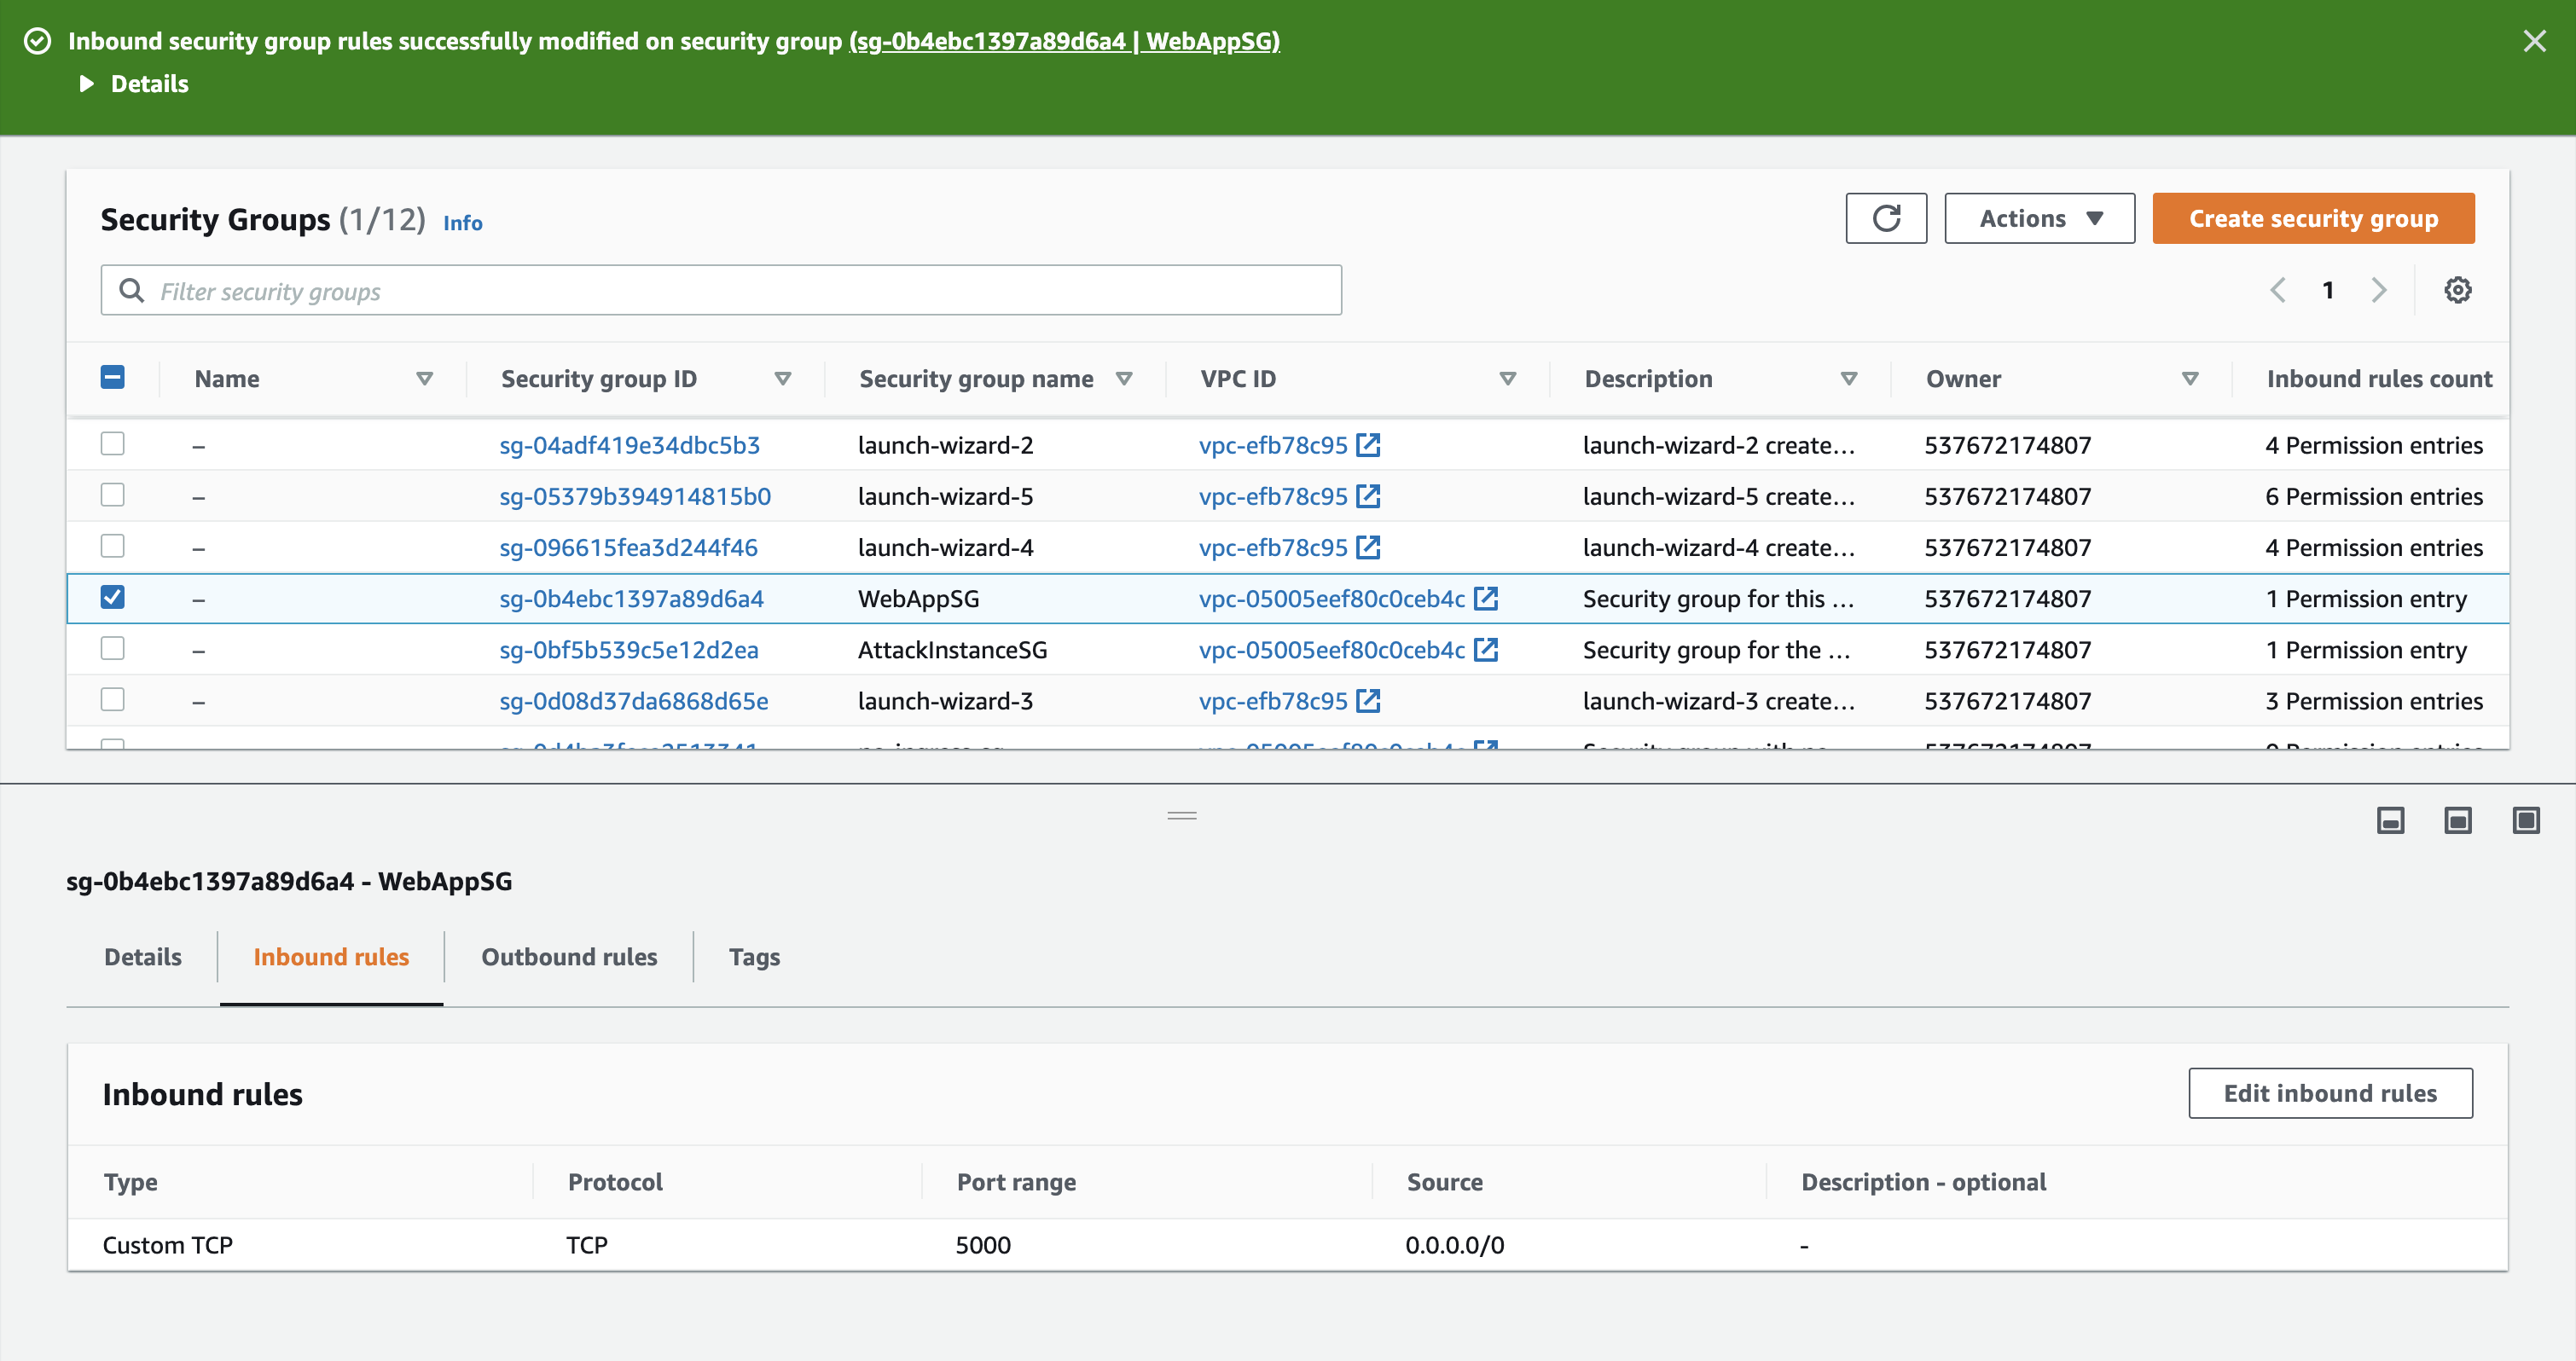 Inbound security group rules successfully modified on security group (sg-0b4ebc1397a89d6a4 | WebAppSG)
Details
Security Groups (1/12) Info
Actions
Create security group
Filter security groups
1
Name Security group ID Security group name VPC ID Description Owner Inbound rules count
– sg-04adf419e34dbc5b3 launch-wizard-2 vpc-efb78c95 launch-wizard-2 create... 537672174807 4 Permission entries
– sg-05379b394914815b0 launch-wizard-5 vpc-efb78c95 launch-wizard-5 create... 537672174807 6 Permission entries
– sg-096615fea3d244f46 launch-wizard-4 vpc-efb78c95 launch-wizard-4 create... 537672174807 4 Permission entries
– sg-0b4ebc1397a89d6a4 WebAppSG vpc-05005eef80c0ceb4c Security group for this ... 537672174807 1 Permission entry
– sg-0bf5b539c5e12d2ea AttackInstanceSG vpc-05005eef80c0ceb4c Security group for the ... 537672174807 1 Permission entry
– sg-0d08d37da6868d65e launch-wizard-3 vpc-efb78c95 launch-wizard-3 create... 537672174807 3 Permission entries
sg-0b4ebc1397a89d6a4 - WebAppSG
Details Inbound rules Outbound rules Tags
Inbound rules
Edit inbound rules
Type Protocol Port range Source Description - optional
Custom TCP TCP 5000 0.0.0.0/0 -